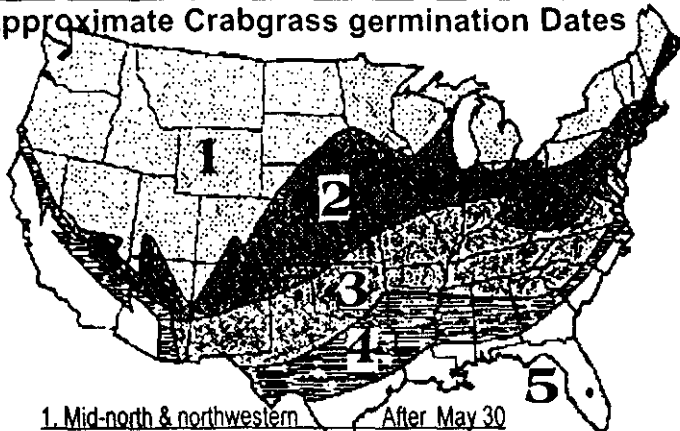 pproximate Crabgrass germination Dates
1
2
3
4
5
1. Mid-north & northwestern After May 30